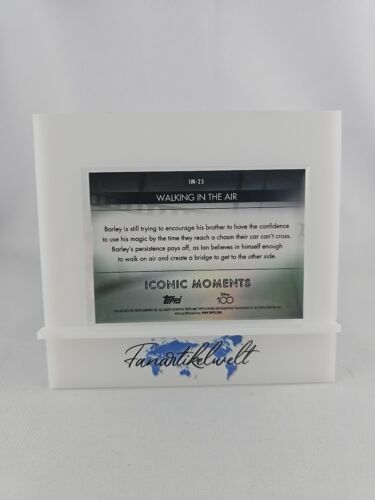 IM-23
WALKING IN THE AIR
Barley is still trying to encourage his brother to have the confidence
to use his magic by the time they reach a chasm their car can't cross.
Barley's persistence pays off, as Ian believes in himself enough
to walk on air and create a bridge to get to the other side.
ICONIC MOMENTS
Topps
Disney
100
Fanartikelwelt